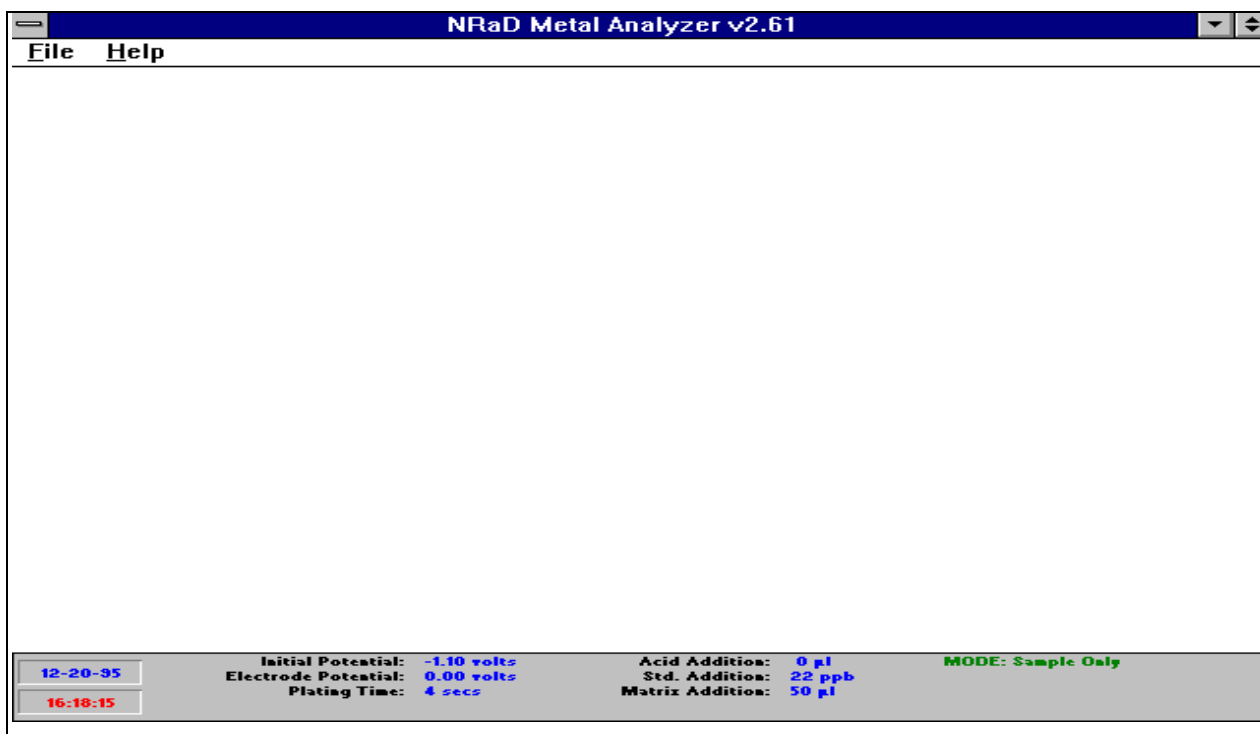 NRaD Metal Analyzer v2.61
File Help
12-20-95
16:18:15
Initial Potential: -1.10 volts
Electrode Potential: 0.00 volts
Plating Time: 4 secs
Acid Addition: 0 µl
Std. Addition: 22 ppb
Matrix Addition: 50 µl
MODE: Sample Only